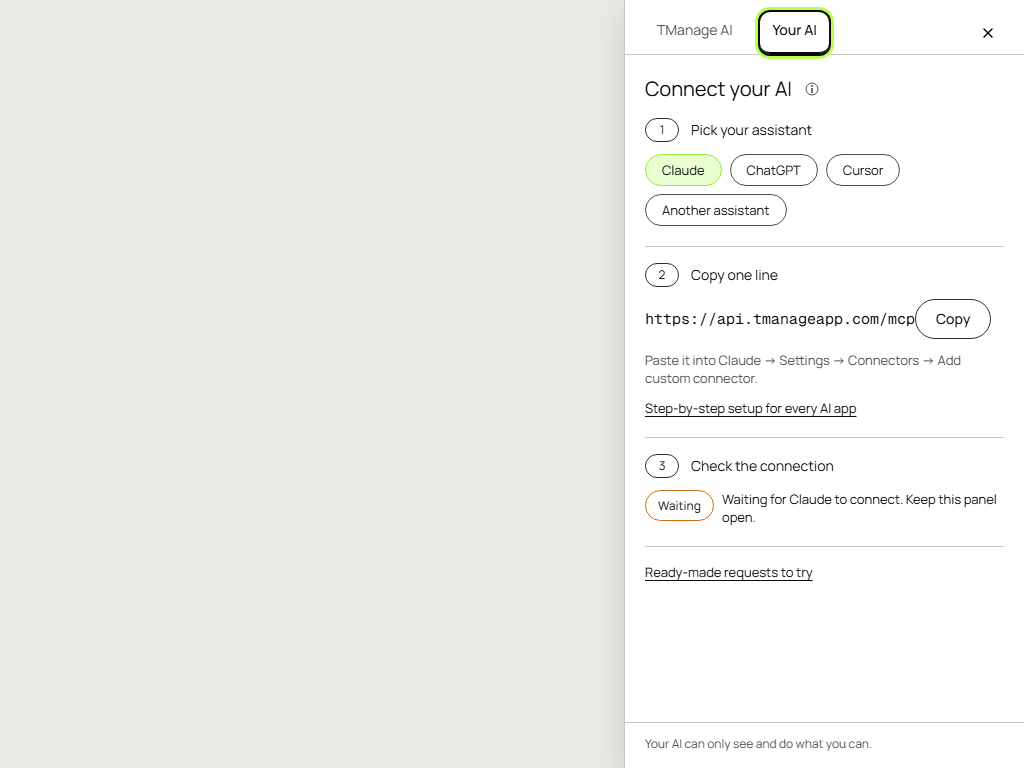 TManage AI
Your AI
Connect your AI
1 Pick your assistant
Claude ChatGPT Cursor
Another assistant
2 Copy one line
https://api.tmanageapp.com/mcp Copy
Paste it into Claude → Settings → Connectors → Add
custom connector.
Step-by-step setup for every AI app
3 Check the connection
Waiting
Waiting for Claude to connect. Keep this panel
open.
Ready-made requests to try
Your AI can only see and do what you can.